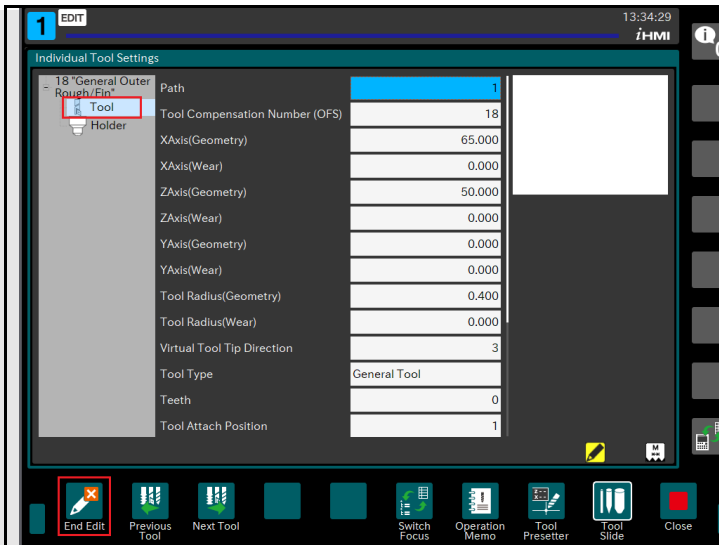 1 EDIT 13:34:29
iHMI
Individual Tool Settings
18 "General Outer
Rough/Fin"
Tool
Holder
Path 1
Tool Compensation Number (OFS) 18
XAxis(Geometry) 65.000
XAxis(Wear) 0.000
ZAxis(Geometry) 50.000
ZAxis(Wear) 0.000
YAxis(Geometry) 0.000
YAxis(Wear) 0.000
Tool Radius(Geometry) 0.400
Tool Radius(Wear) 0.000
Virtual Tool Tip Direction 3
Tool Type General Tool
Teeth 0
Tool Attach Position 1
M
End Edit
Previous
Tool
Next Tool
Switch
Focus
Operation
Memo
Tool
Presetter
Tool
Slide
Close